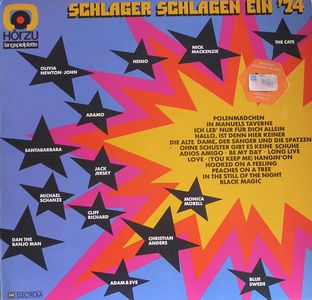 SCHLAGER SCHLAGEN EIN '74
HÖRZU
langspielplatte
OLIVIA
NEWTON-JOHN
HEINO
NICK
MACKENZIE
THE CATS
ADAMO
SANTABARBARA
JACK
JERSEY
MICHAEL
SCHANZE
CLIFF
RICHARD
DAN THE
BANJO MAN
CHRISTIAN
ANDERS
MONICA
MORELL
ADAM & EVE
BLUE
SWEDE
POLENMÄDCHEN
IN MANUELS TAVERNE
ICH LEB' NUR FÜR DICH ALLEIN
HALLO, IST DENN HIER KEINER
DIE ALTE DAME, DER SÄNGER UND DIE SPATZEN
OHNE SCHUSTER GIBT ES KEINE SCHUHE
ADIOS AMIGO · BE MY DAY · LONG LIVE
LOVE · (YOU KEEP ME) HANGIN'ON
HOOKED ON A FEELING
PEACHES ON A TREE
IN THE STILL OF THE NIGHT
BLACK MAGIC
EMI ELECTROLA